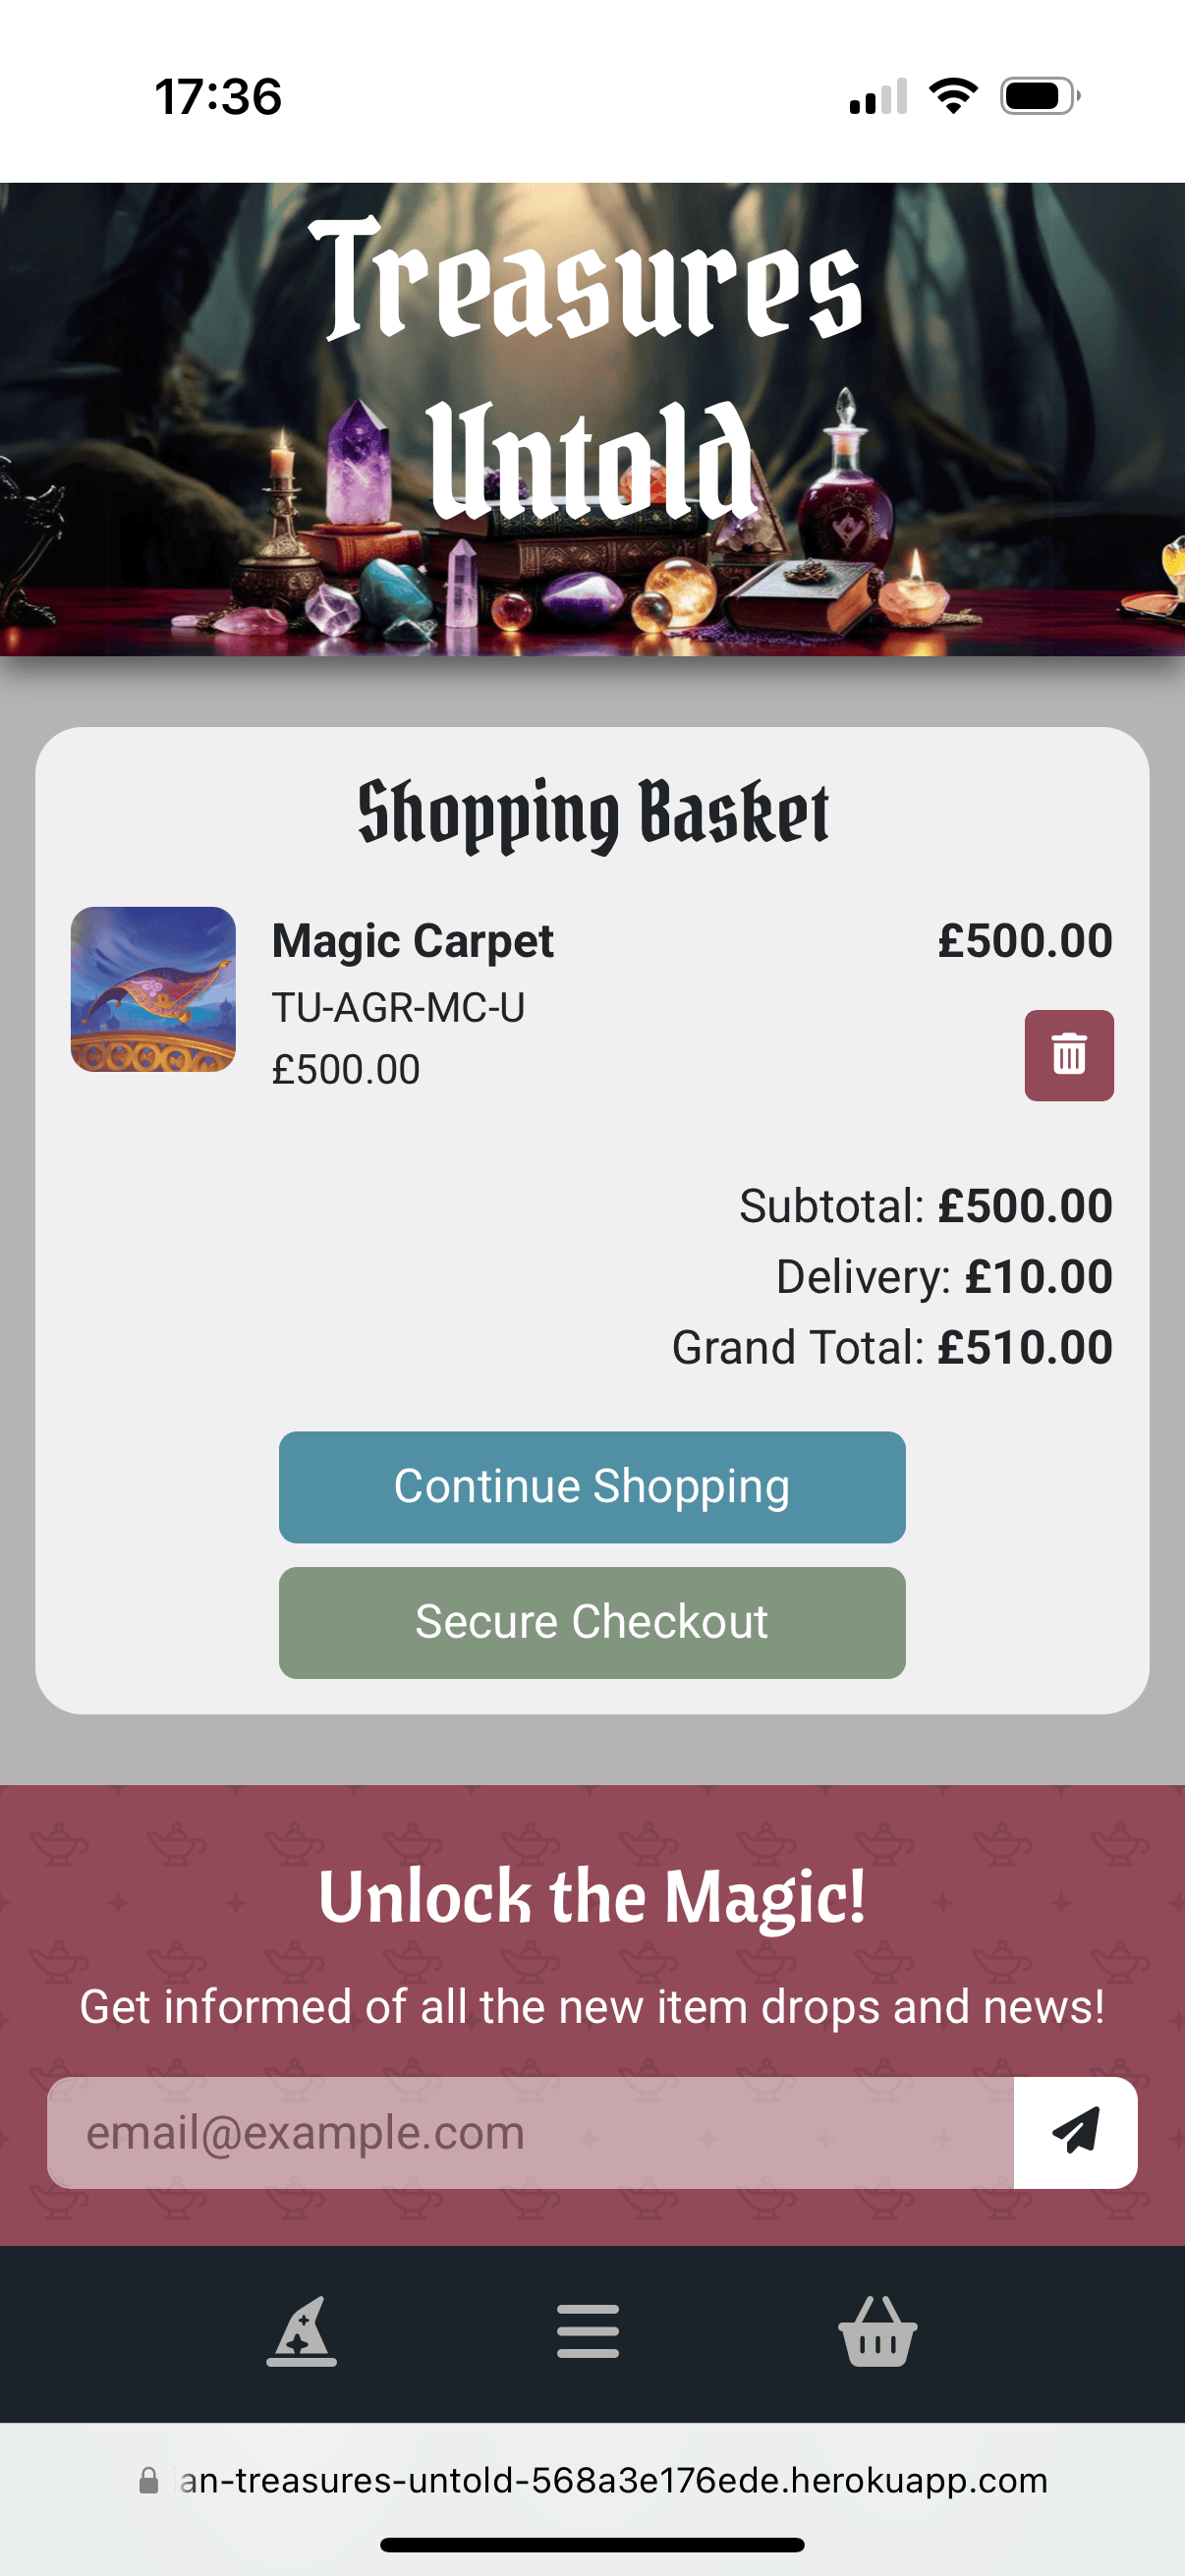 17:36
Treasures
Untold
Shopping Basket
Magic Carpet £500.00
TU-AGR-MC-U
£500.00
Subtotal: £500.00
Delivery: £10.00
Grand Total: £510.00
Continue Shopping
Secure Checkout
Unlock the Magic!
Get informed of all the new item drops and news!
email@example.com
an-treasures-untold-568a3e176ede.herokuapp.com